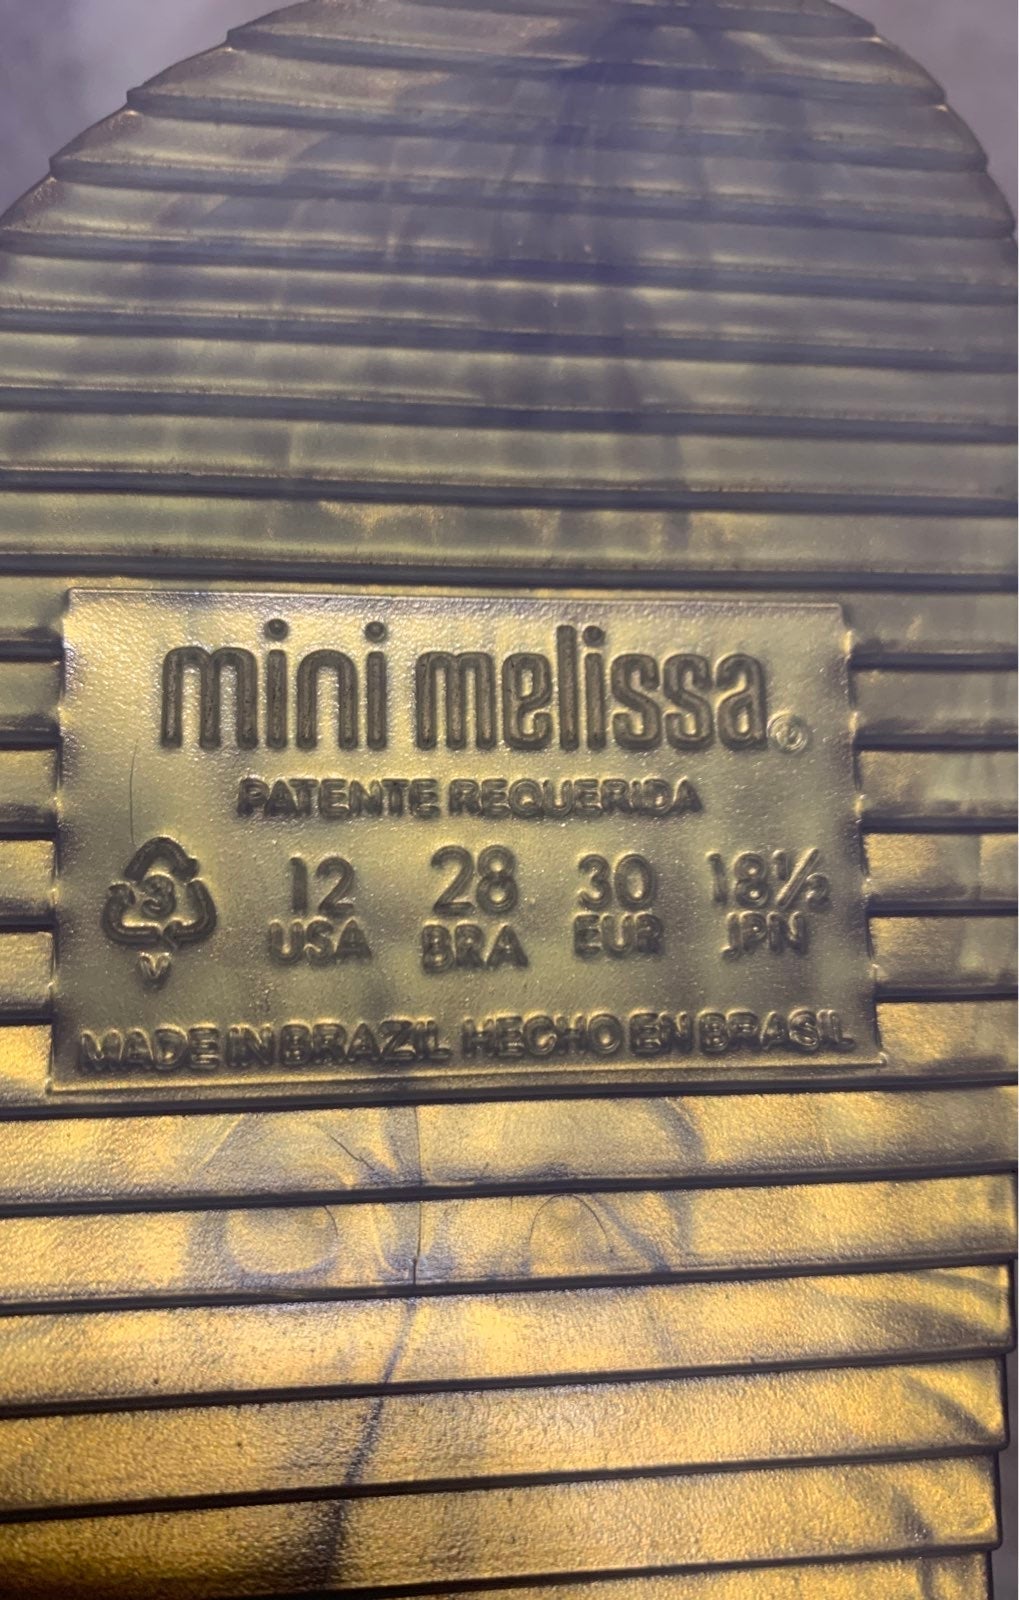 mini melissa®
PATENTE REQUERIDA
3 12 28 30 18½
V USA BRA EUR JPN
MADE IN BRAZIL HECHO EN BRASIL